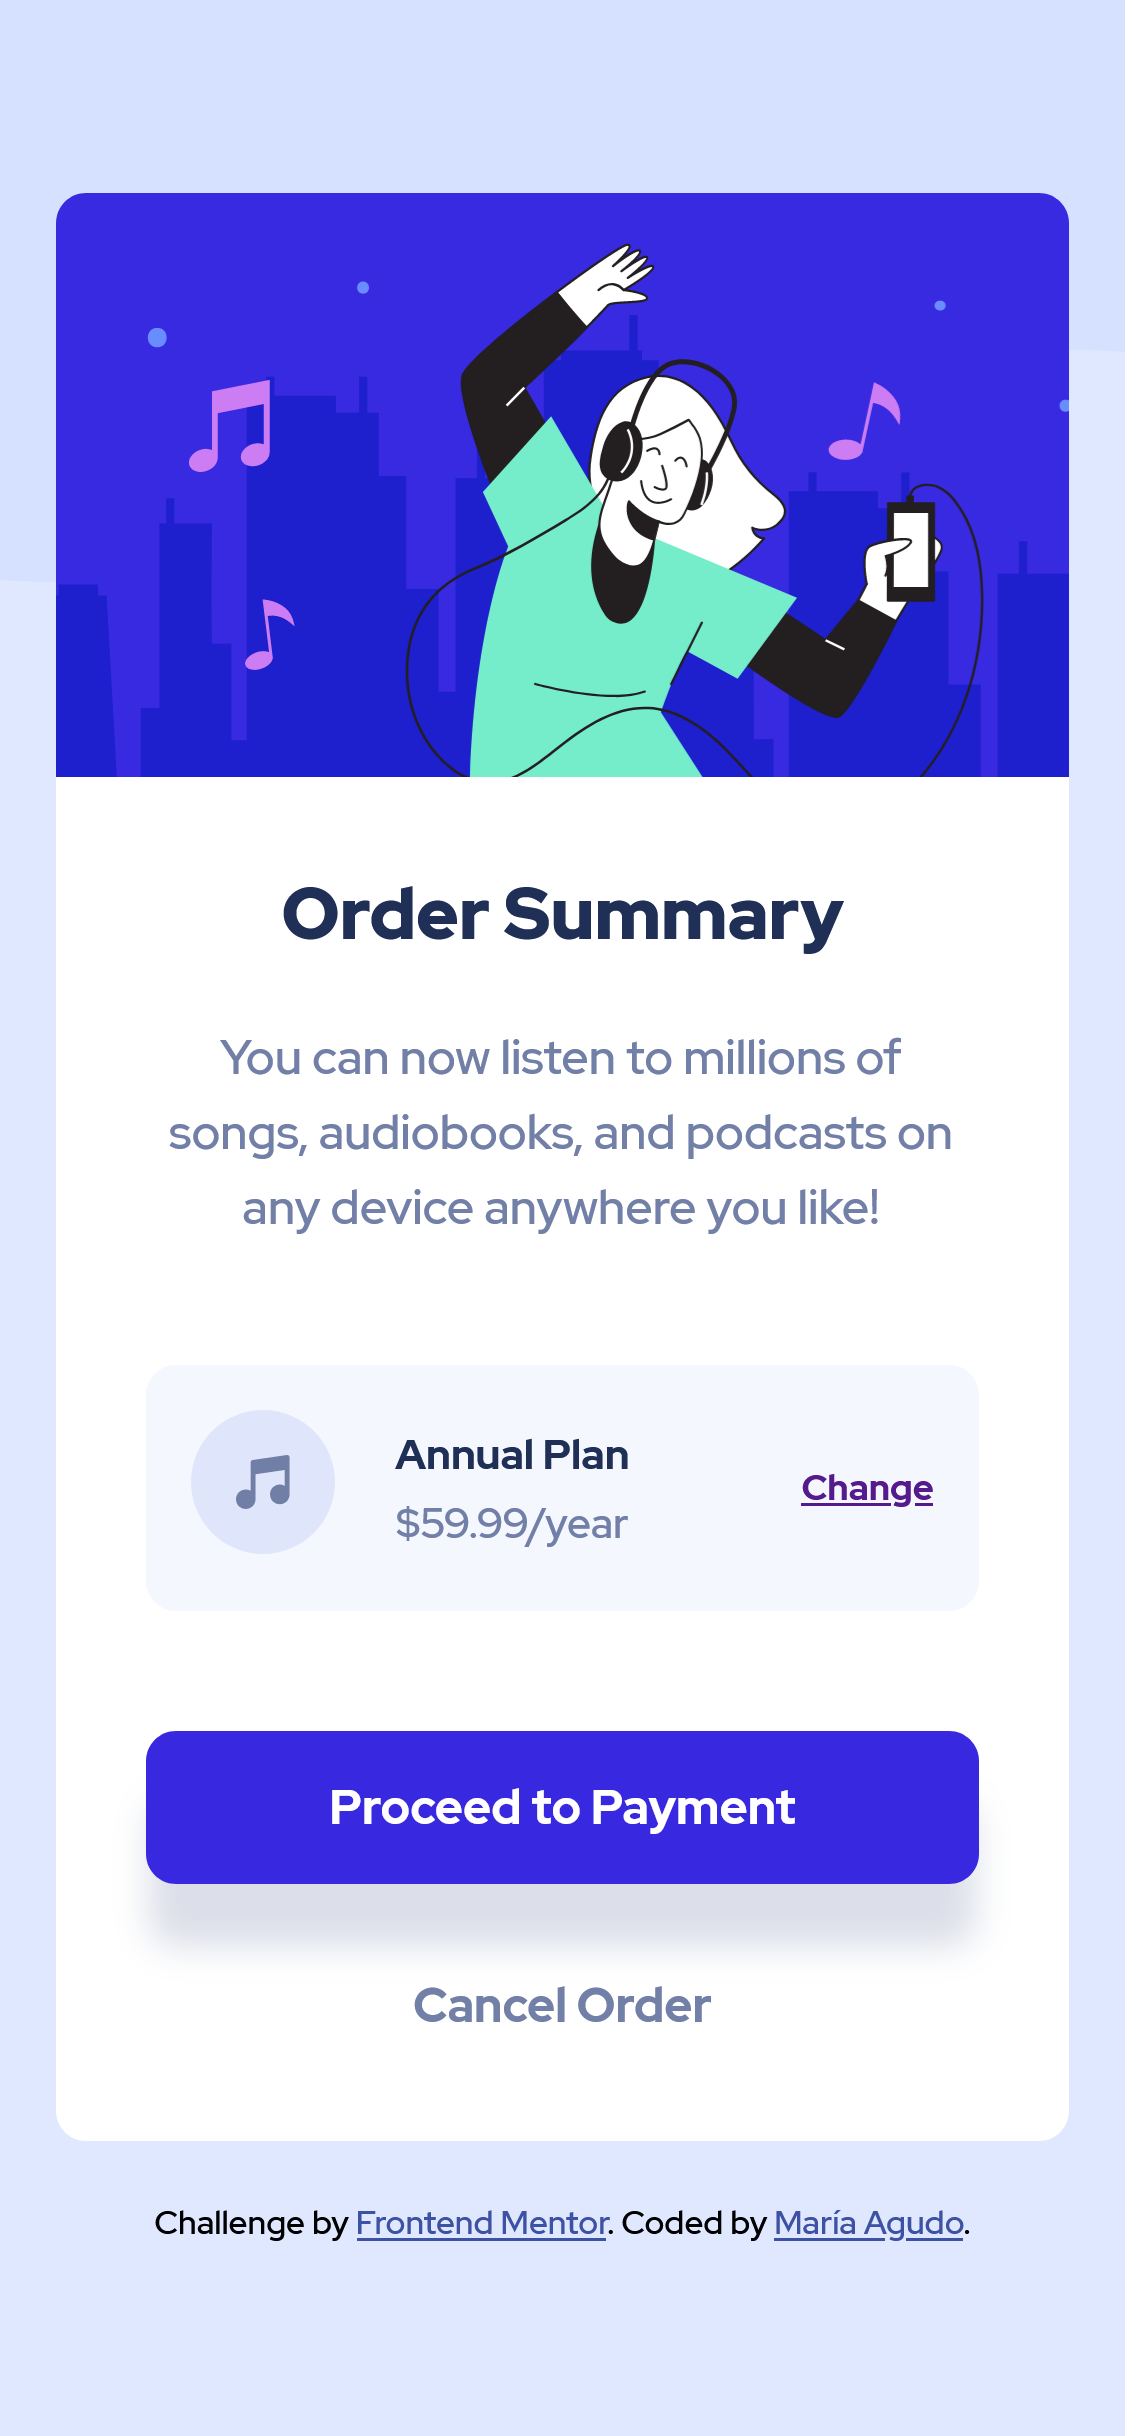 Order Summary
You can now listen to millions of
songs, audiobooks, and podcasts on
any device anywhere you like!
Annual Plan
$59.99/year
Change
Proceed to Payment
Cancel Order
Challenge by Frontend Mentor. Coded by María Agudo.